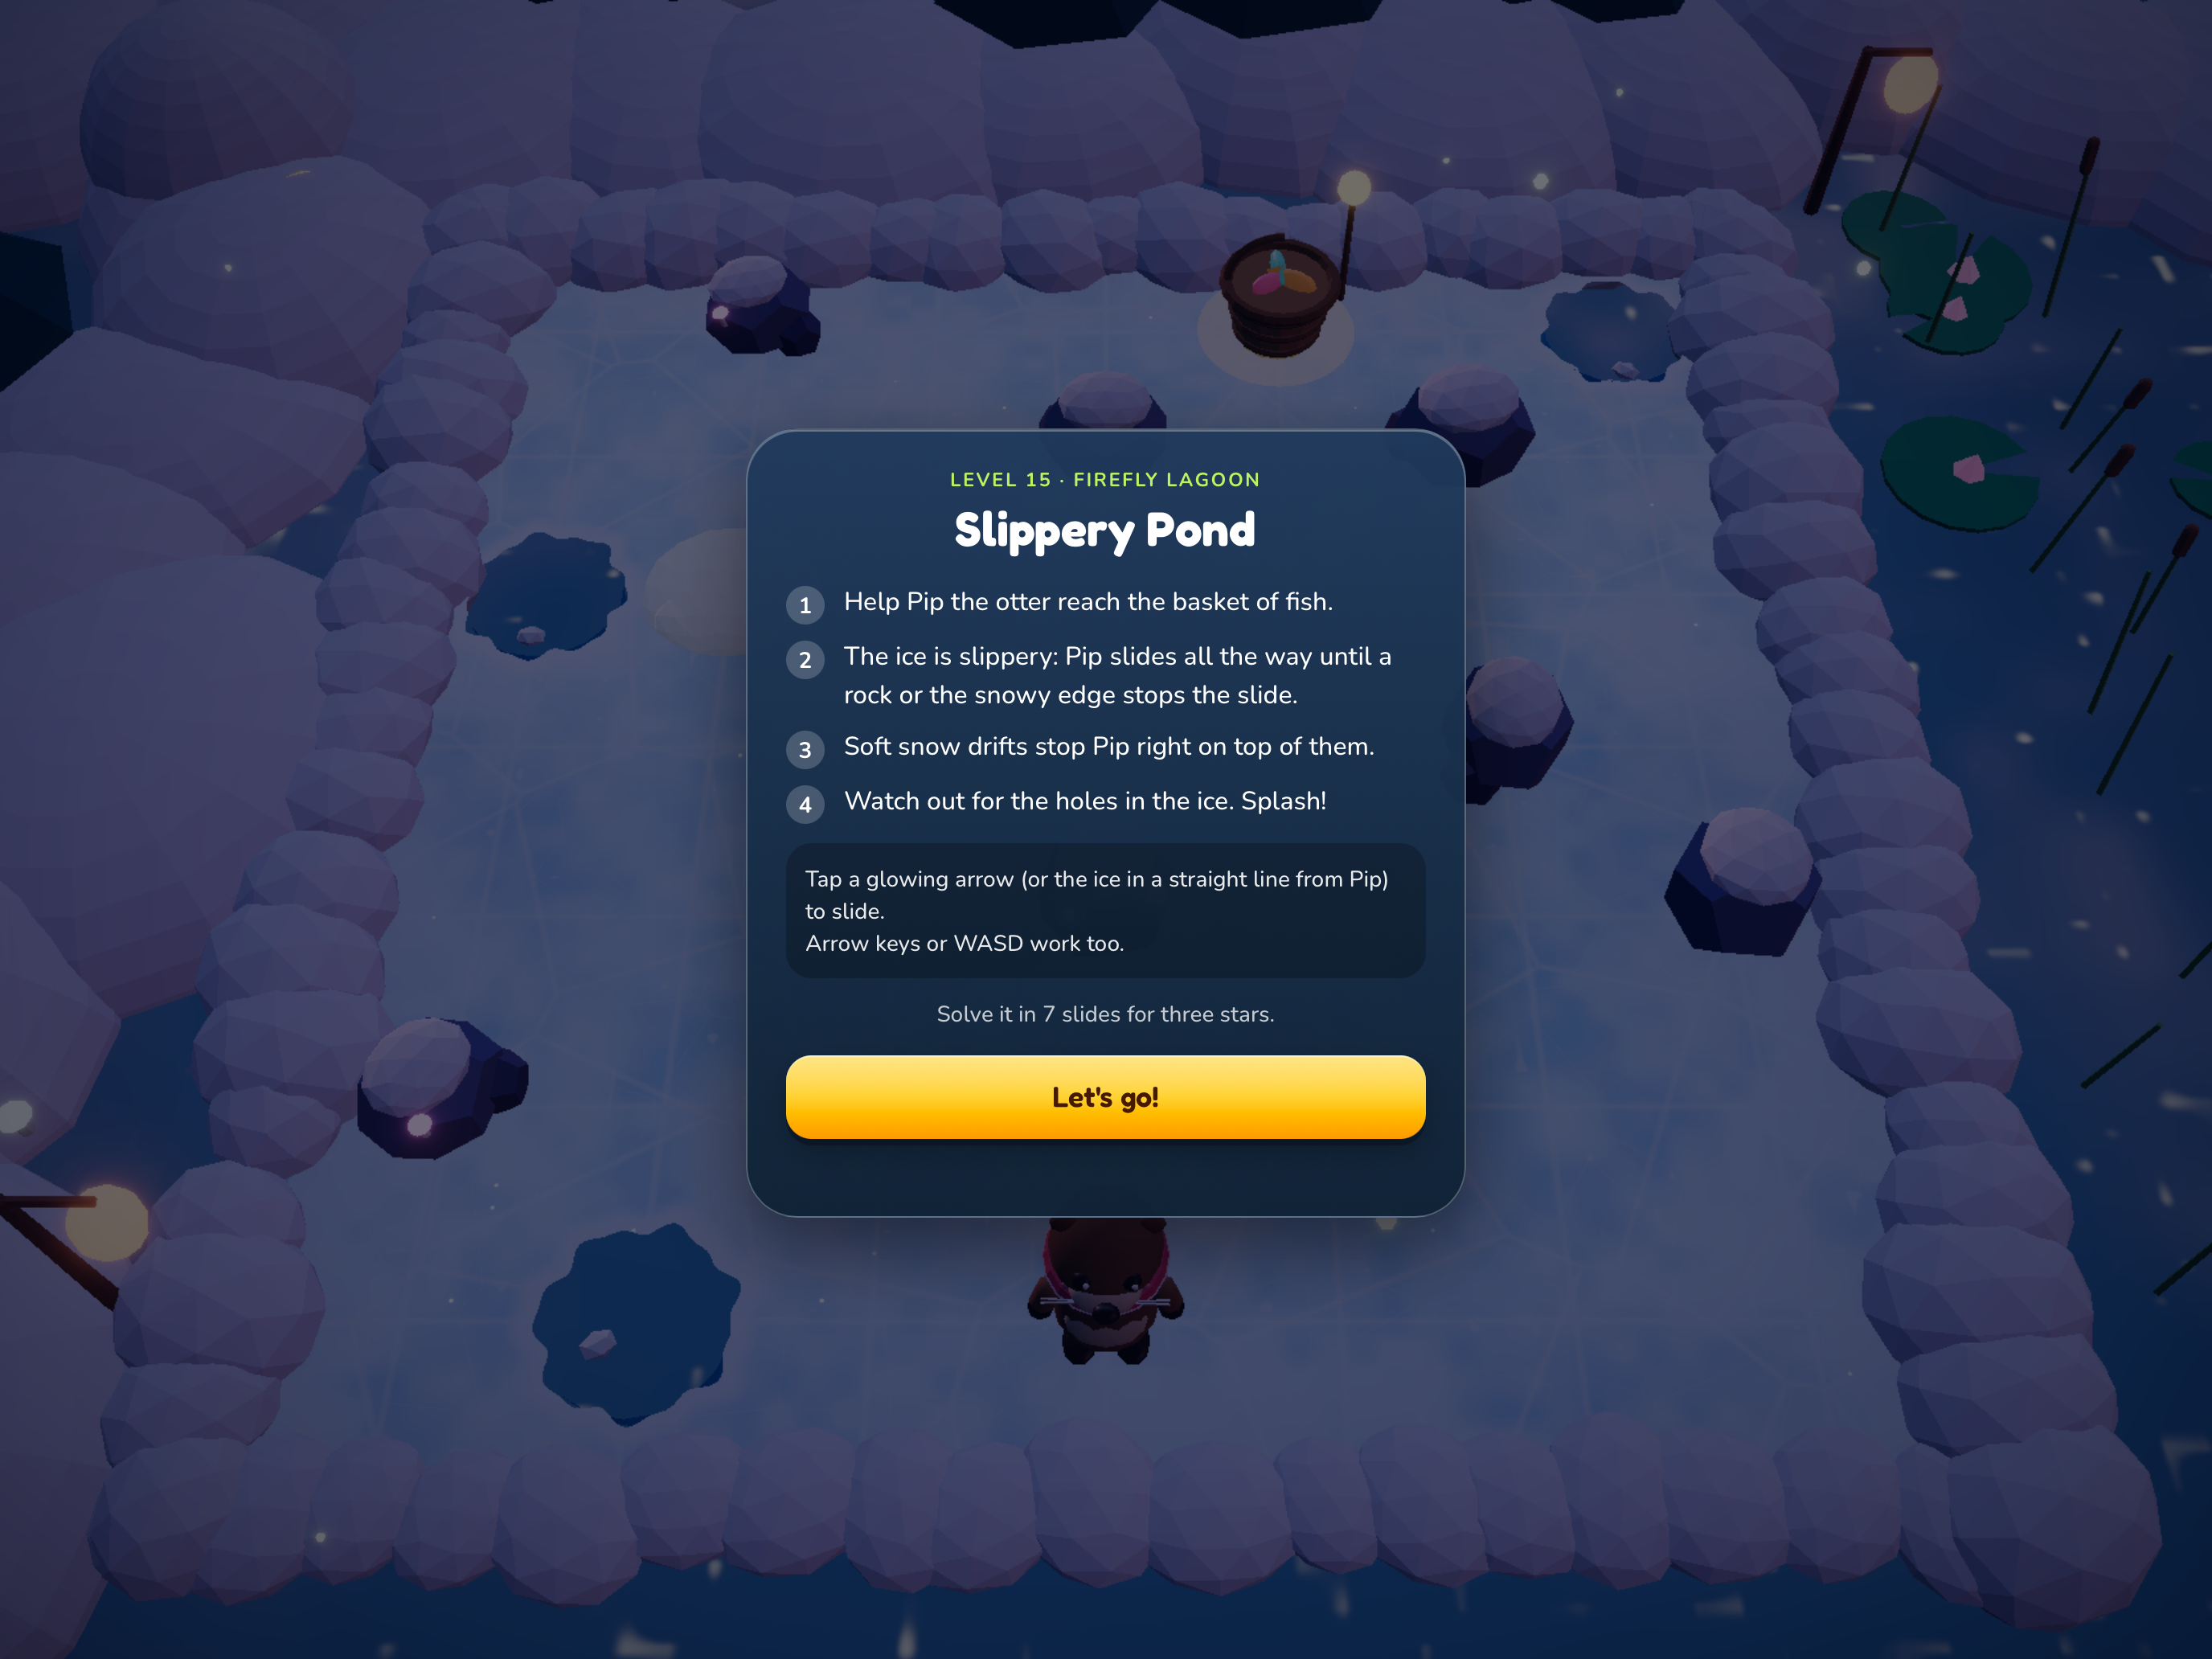 LEVEL 15 · FIREFLY LAGOON
Slippery Pond
1 Help Pip the otter reach the basket of fish.
2 The ice is slippery: Pip slides all the way until a
rock or the snowy edge stops the slide.
3 Soft snow drifts stop Pip right on top of them.
4 Watch out for the holes in the ice. Splash!
Tap a glowing arrow (or the ice in a straight line from Pip)
to slide.
Arrow keys or WASD work too.
Solve it in 7 slides for three stars.
Let's go!